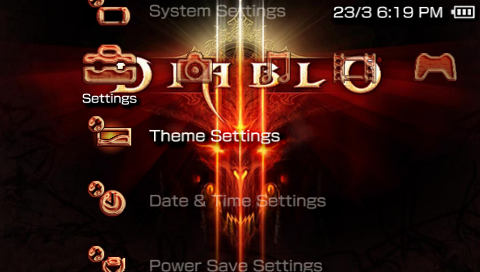 System Settings
23/3 6:19 PM
DIABLO
Settings
Theme Settings
Date & Time Settings
Power Save Settings